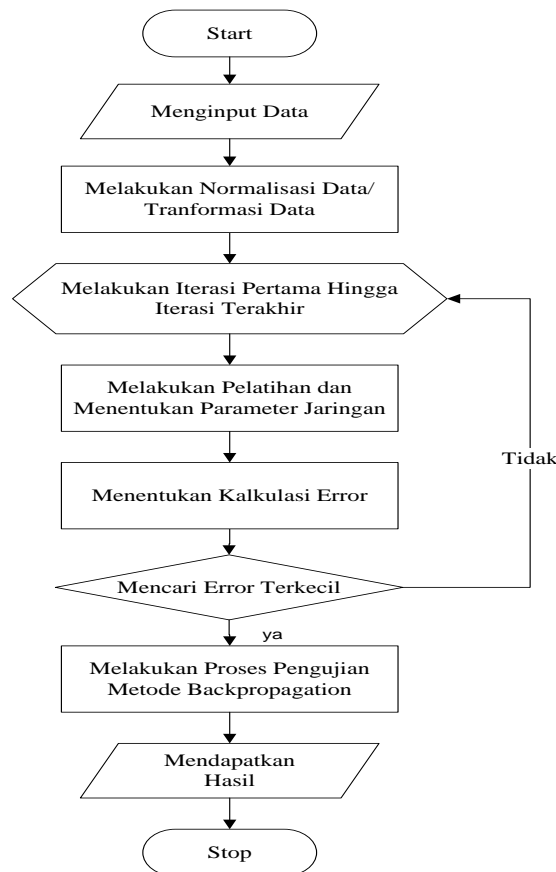 Start
Menginput Data
Melakukan Normalisasi Data/
Tranformasi Data
Melakukan Iterasi Pertama Hingga
Iterasi Terakhir
Melakukan Pelatihan dan
Menentukan Parameter Jaringan
Tidak
Menentukan Kalkulasi Error
Mencari Error Terkecil
ya
Melakukan Proses Pengujian
Metode Backpropagation
Mendapatkan
Hasil
Stop